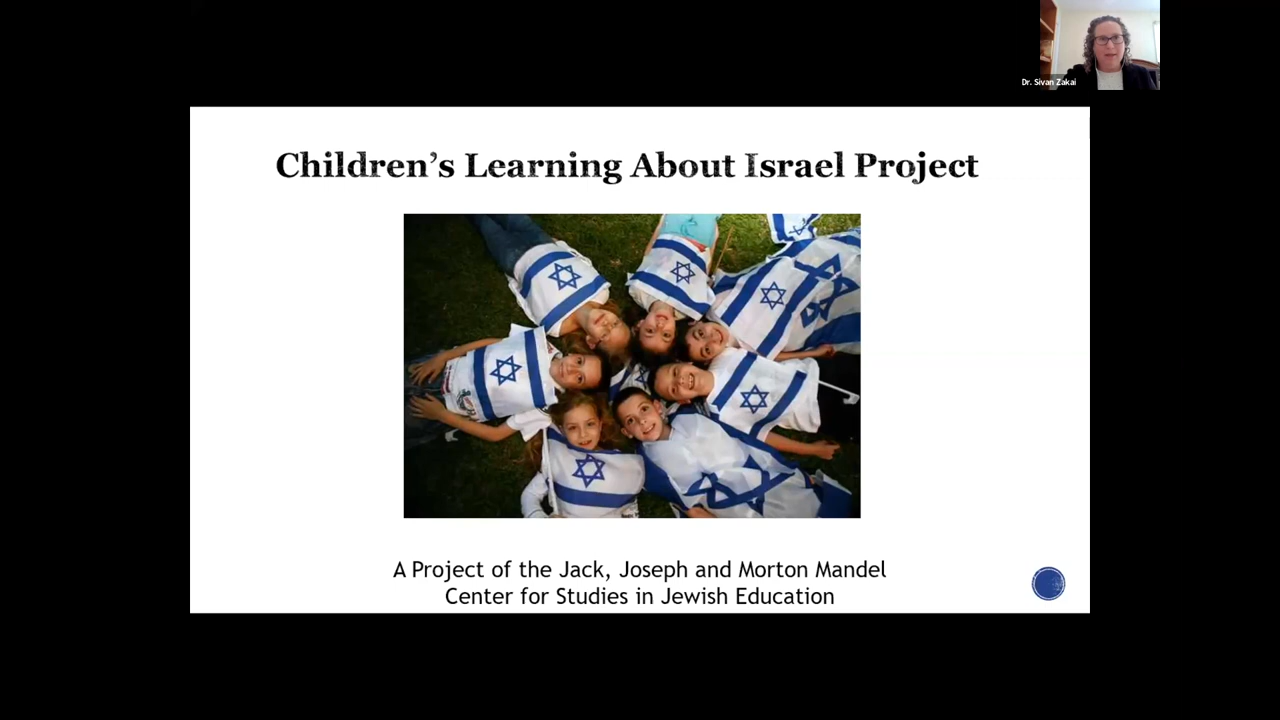 Dr. Sivan Zakai
Children's Learning About Israel Project
A Project of the Jack, Joseph and Morton Mandel
Center for Studies in Jewish Education